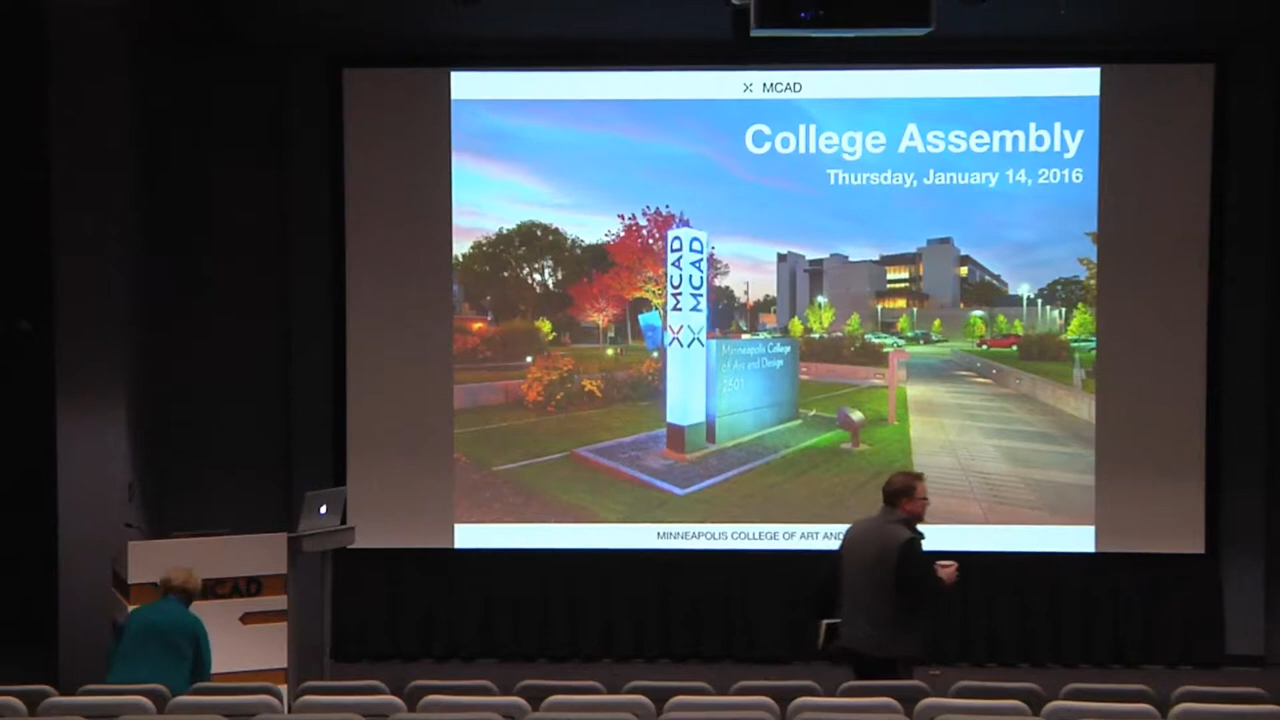 MCAD
College Assembly
Thursday, January 14, 2016
MCAD
MCAD
Minneapolis College
of Art and Design
2501
MINNEAPOLIS COLLEGE OF ART AND
CAD